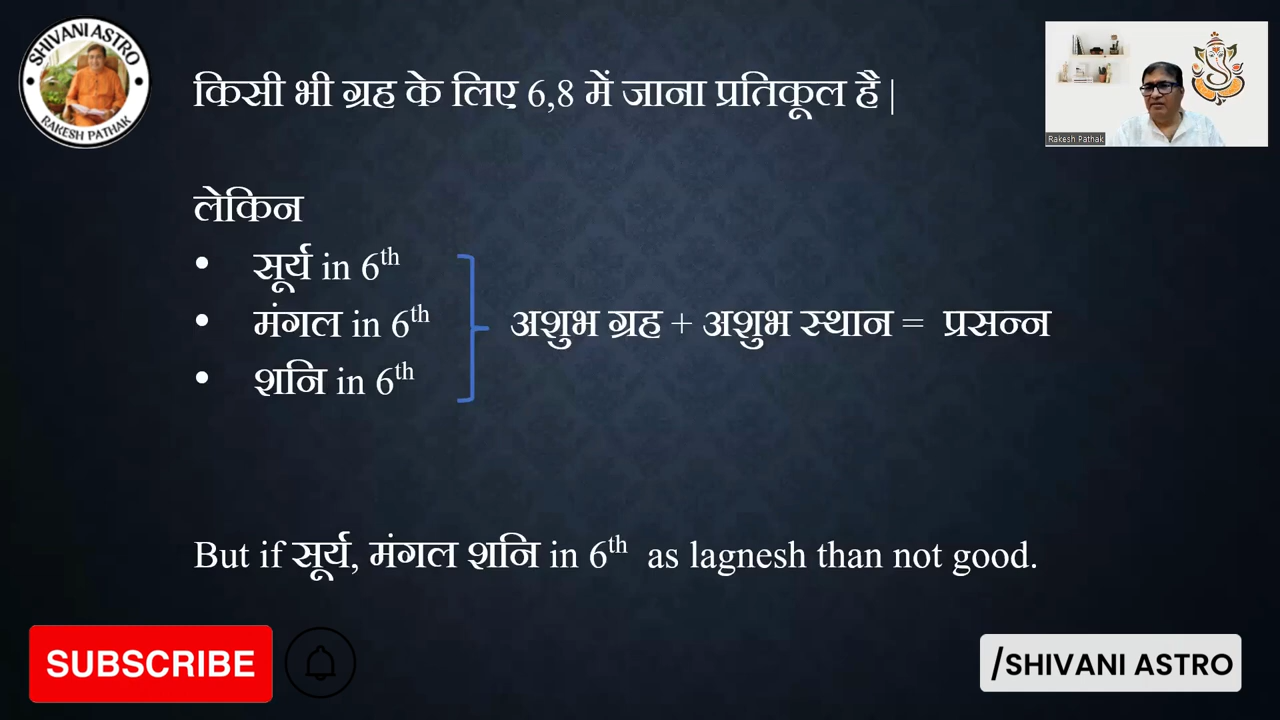 SHIVANI ASTRO
RAKESH PATHAK
किसी भी ग्रह के लिए 6,8 में जाना प्रतिकूल है |
Rakesh Pathak
लेकिन
• सूर्य in 6th
• मंगल in 6th
• शनि in 6th
अशुभ ग्रह + अशुभ स्थान = प्रसन्न
But if सूर्य, मंगल शनि in 6th as lagnesh than not good.
SUBSCRIBE
/SHIVANI ASTRO